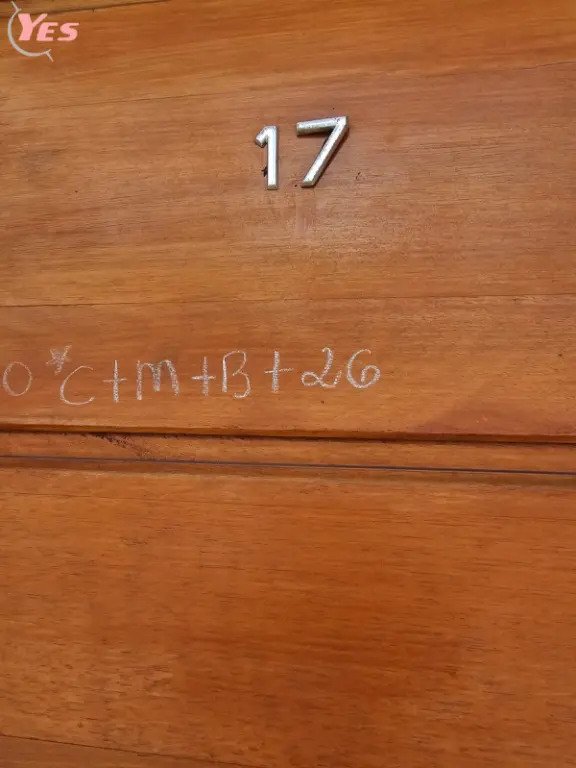 YES
17
0*C+M+B+26